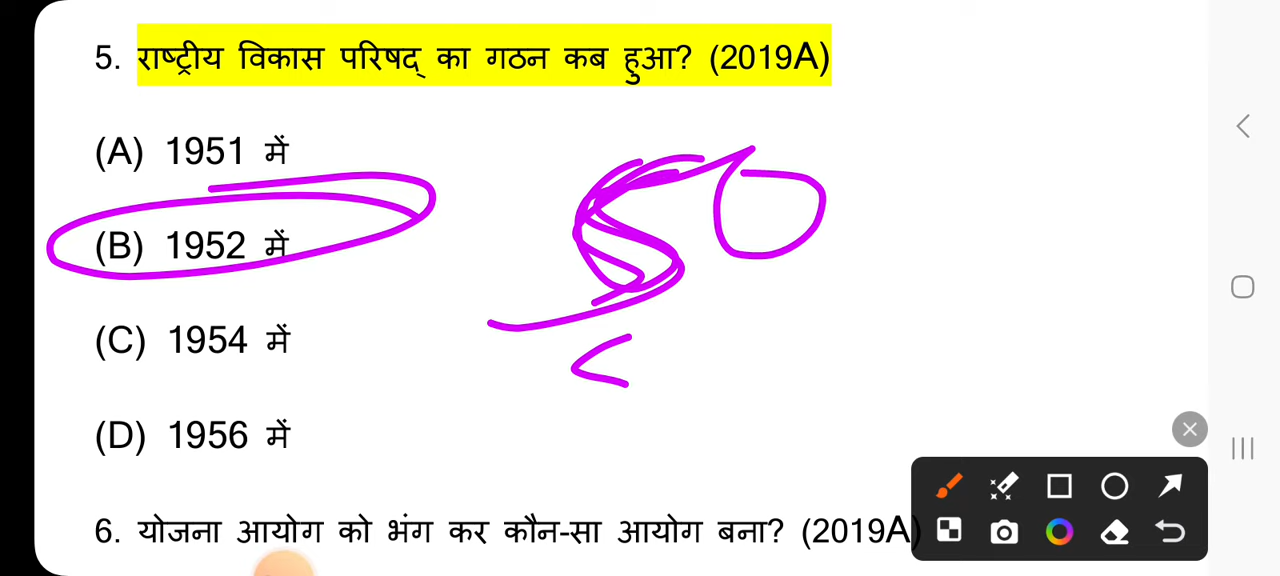 5. राष्ट्रीय विकास परिषद् का गठन कब हुआ? (2019A)
(A) 1951 में
(B) 1952 में
(C) 1954 में
(D) 1956 में
6. योजना आयोग को भंग कर कौन-सा आयोग बना? (2019A)